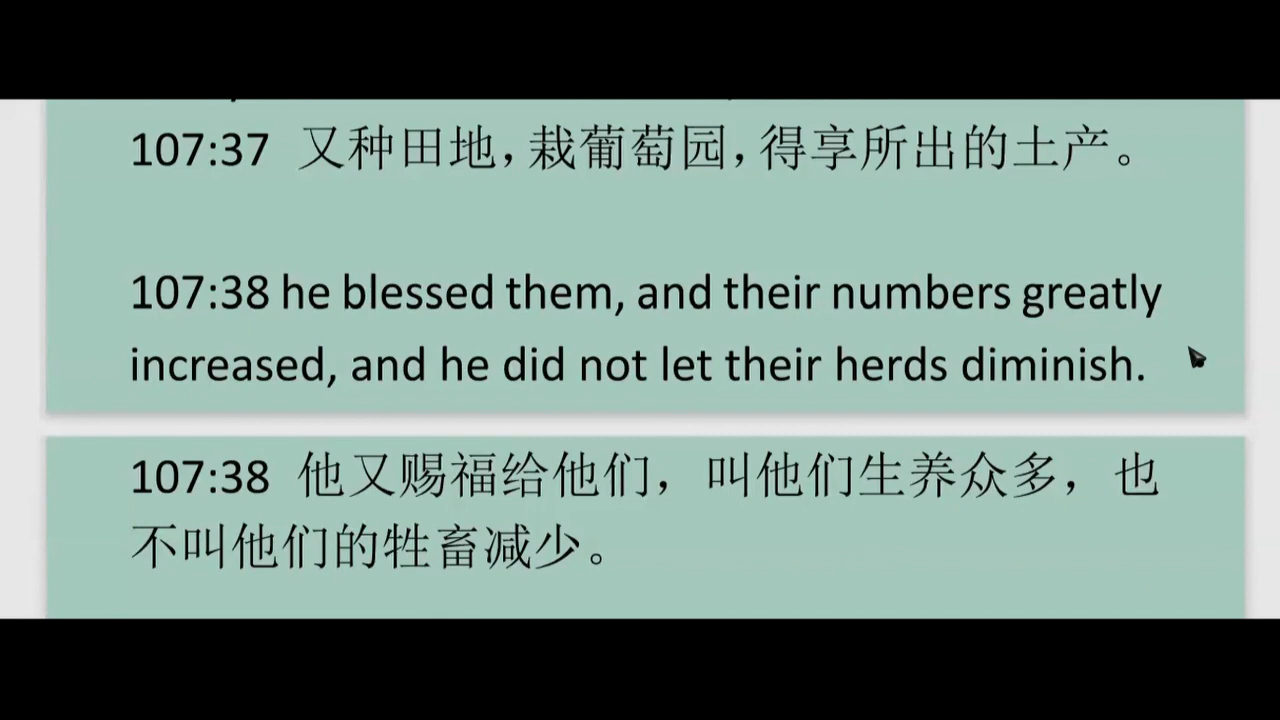 107:37 又种田地，栽葡萄园，得享所出的土产。
107:38 he blessed them, and their numbers greatly
increased, and he did not let their herds diminish.
107:38 他又赐福给他们，叫他们生养众多，也
不叫他们的牲畜减少。